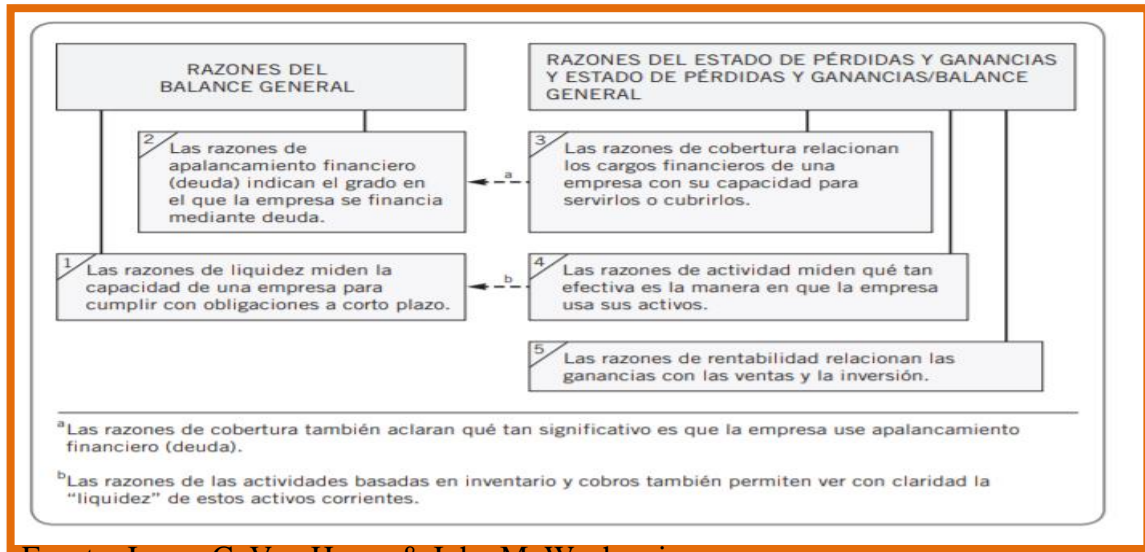 RAZONES DEL
BALANCE GENERAL
RAZONES DEL ESTADO DE PÉRDIDAS Y GANANCIAS
Y ESTADO DE PÉRDIDAS Y GANANCIAS/BALANCE
GENERAL
2
Las razones de
apalancamiento financiero
(deuda) indican el grado en
el que la empresa se financia
mediante deuda.
a
3
Las razones de cobertura relacionan
los cargos financieros de una
empresa con su capacidad para
servirlos o cubrirlos.
1
Las razones de liquidez miden la
capacidad de una empresa para
cumplir con obligaciones a corto plazo.
b
4
Las razones de actividad miden qué tan
efectiva es la manera en que la empresa
usa sus activos.
5
Las razones de rentabilidad relacionan las
ganancias con las ventas y la inversión.
a Las razones de cobertura también aclaran qué tan significativo es que la empresa use apalancamiento
financiero (deuda).
b Las razones de las actividades basadas en inventario y cobros también permiten ver con claridad la
"liquidez" de estos activos corrientes.